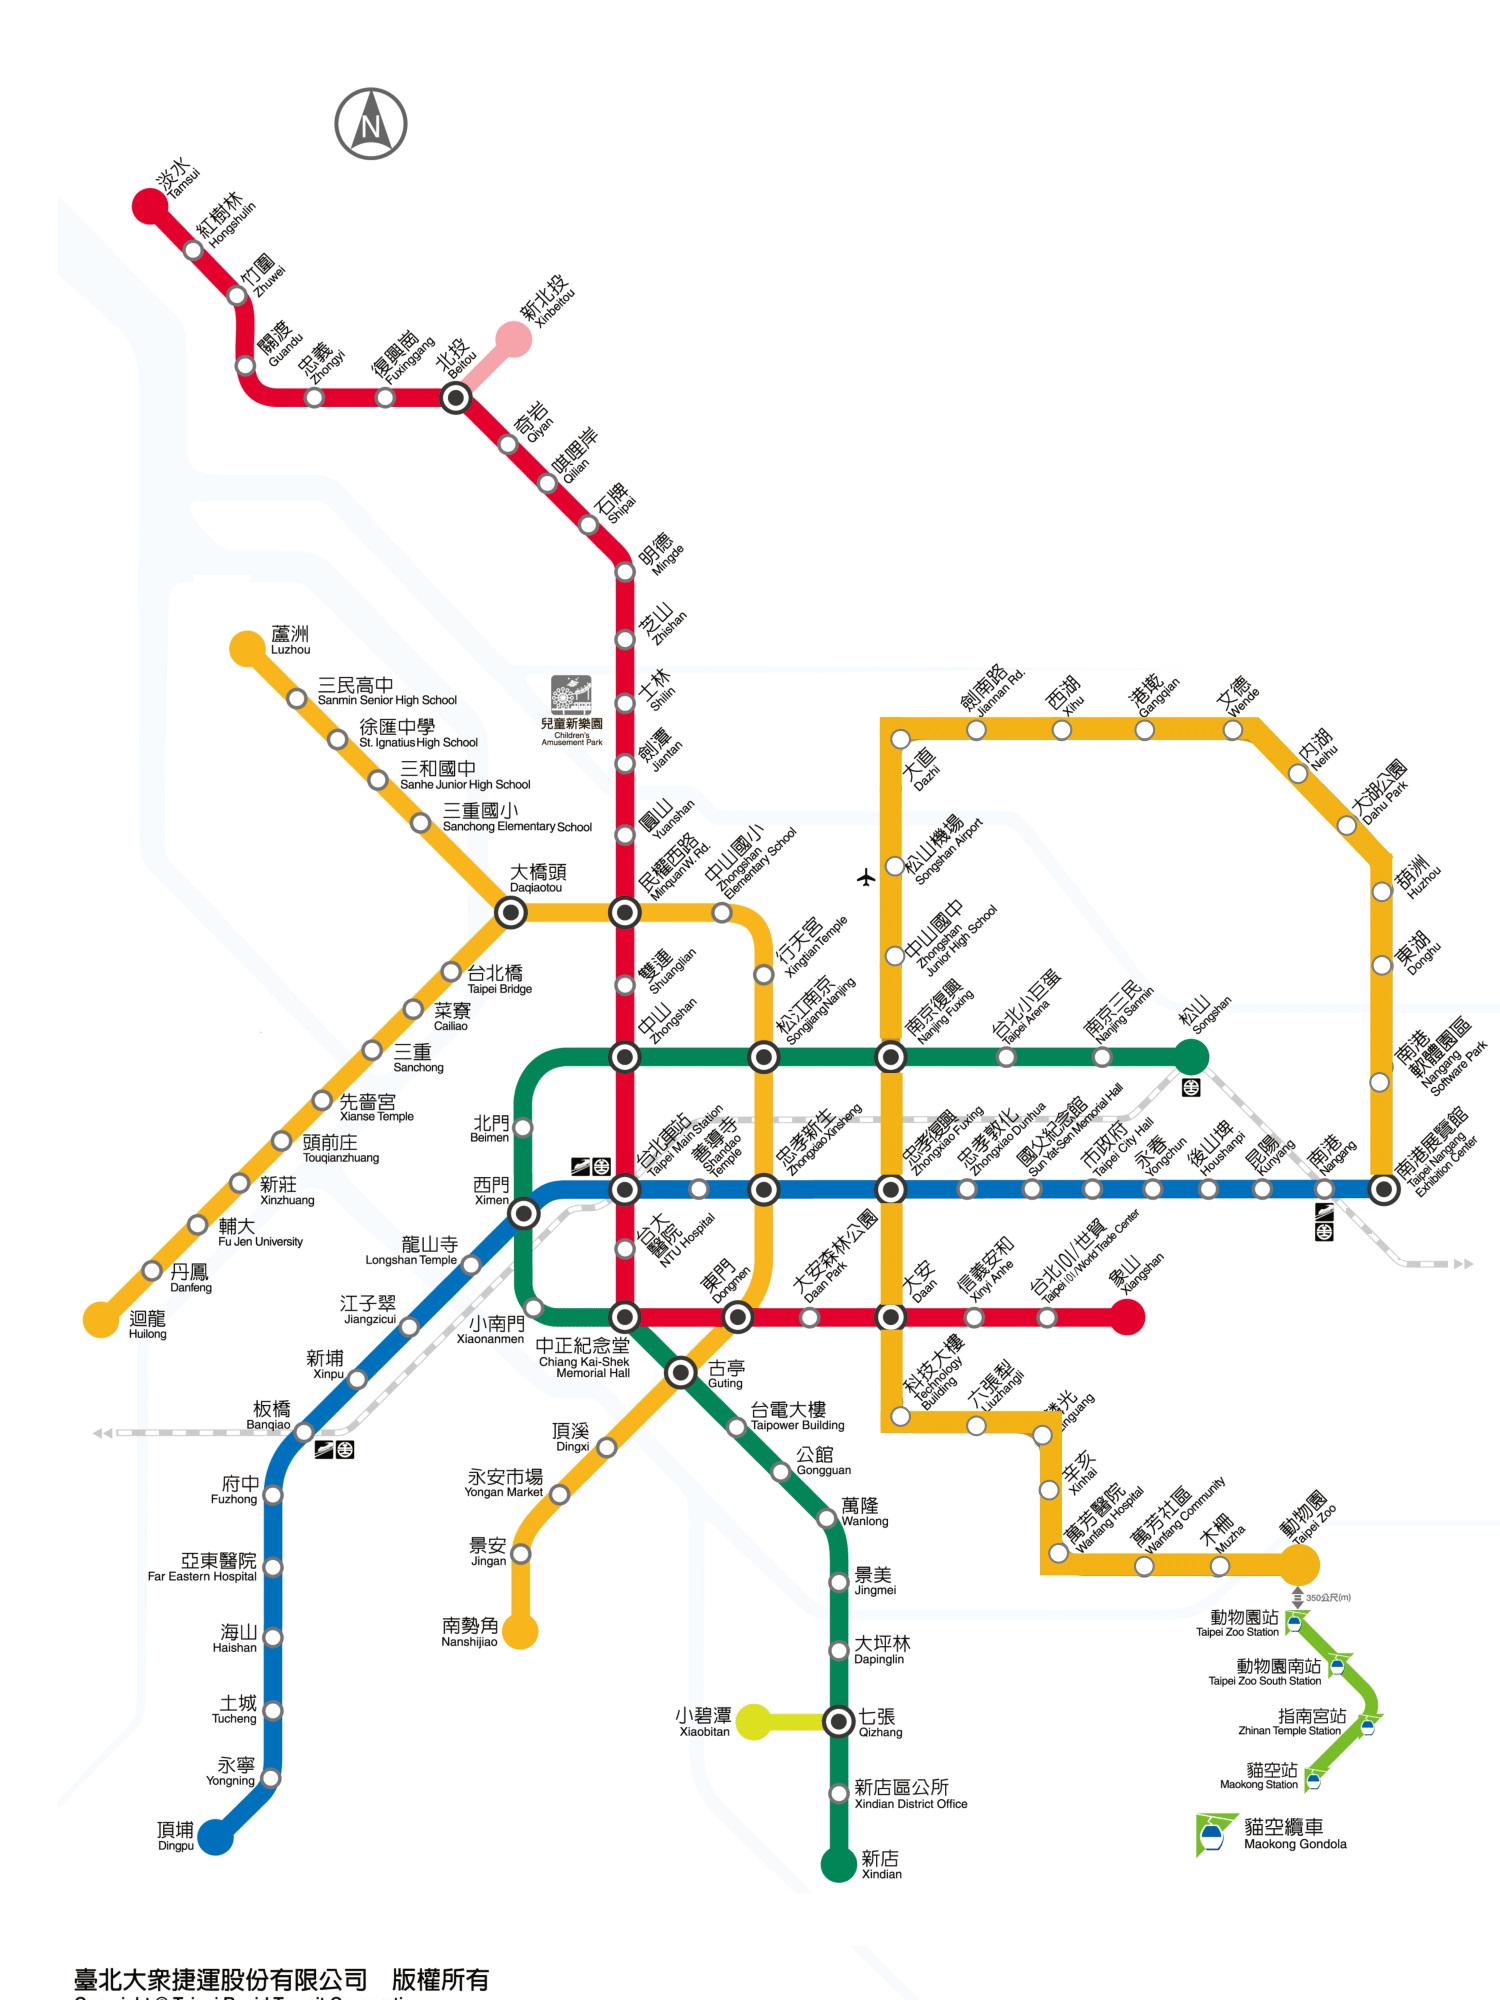 N
淡水
Tamsui
紅樹林
Hongshulin
竹圍
Zhuwei
關渡
Guandu
忠義
Zhongyi
復興崗
Fuxinggang
北投
Beitou
新北投
Xinbeitou
奇岩
Qiyan
唭哩岸
Qilian
石牌
Shipai
明德
Mingde
芝山
Zhishan
士林
Shilin
兒童新樂園
Children's
Amusement Park
劍潭
Jiantan
圓山
Yuanshan
民權西路
Minquan W. Rd.
蘆洲
Luzhou
三民高中
Sanmin Senior High School
徐匯中學
St. Ignatius High School
三和國中
Sanhe Junior High School
三重國小
Sanchong Elementary School
大橋頭
Daqiaotou
中山國小
Zhongshan
Elementary School
行天宮
Xingtian Temple
松江南京
Songjiang Nanjing
台北橋
Taipei Bridge
菜寮
Cailiao
三重
Sanchong
先嗇宮
Xianse Temple
頭前庄
Touqianzhuang
新莊
Xinzhuang
輔大
Fu Jen University
丹鳳
Danfeng
迴龍
Huilong
雙連
Shuanglian
中山
Zhongshan
北門
Beimen
西門
Ximen
台北車站
Taipei Main Station
善導寺
Shandao
Temple
忠孝新生
Zhongxiao Xinsheng
忠孝復興
Zhongxiao Fuxing
忠孝敦化
Zhongxiao Dunhua
國父紀念館
Sun Yat-Sen Memorial Hall
市政府
Taipei City Hall
永春
Yongchun
後山埤
Houshanpi
昆陽
Kunyang
南港
Nangang
南港展覽館
Taipei Nangang
Exhibition Center
南港
軟體園區
Nangang
Software Park
東湖
Donghu
葫洲
Huzhou
大湖公園
Dahu Park
內湖
Neihu
文德
Wende
港墘
Gangqian
西湖
Xihu
劍南路
Jiannan Rd.
大直
Dazhi
松山機場
Songshan Airport
中山國中
Zhongshan
Junior High School
南京復興
Nanjing Fuxing
台北小巨蛋
Taipei Arena
南京三民
Nanjing Sanmin
松山
Songshan
龍山寺
Longshan Temple
江子翠
Jiangzicui
新埔
Xinpu
板橋
Banqiao
府中
Fuzhong
亞東醫院
Far Eastern Hospital
海山
Haishan
土城
Tucheng
永寧
Yongning
頂埔
Dingpu
台大
醫院
NTU Hospital
小南門
Xiaonanmen
中正紀念堂
Chiang Kai-Shek
Memorial Hall
東門
Dongmen
大安森林公園
Daan Park
大安
Daan
信義安和
Xinyi Anhe
台北101/世貿
Taipei 101/World Trade Center
象山
Xiangshan
古亭
Guting
頂溪
Dingxi
永安市場
Yongan Market
景安
Jingan
南勢角
Nanshijiao
台電大樓
Taipower Building
公館
Gongguan
萬隆
Wanlong
景美
Jingmei
大坪林
Dapinglin
小碧潭
Xiaobitan
七張
Qizhang
新店區公所
Xindian District Office
新店
Xindian
科技大樓
Technology
Building
六張犁
Liuzhangli
光
辛亥
Xinhai
萬芳醫院
Wanfang Hospital
萬芳社區
Wanfang Community
木柵
Muzha
動物園
Taipei Zoo
350公尺(m)
動物園站
Taipei Zoo Station
動物園南站
Taipei Zoo South Station
指南宮站
Zhinan Temple Station
貓空站
Maokong Station
貓空纜車
Maokong Gondola
臺北大眾捷運股份有限公司 版權所有